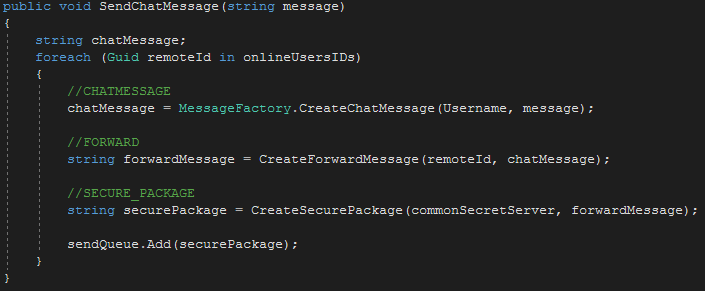 public void SendChatMessage(string message)
{
string chatMessage;
foreach (Guid remoteId in onlineUsersIDs)
{
//CHATMESSAGE
chatMessage = MessageFactory.CreateChatMessage(Username, message);
//FORWARD
string forwardMessage = CreateForwardMessage(remoteId, chatMessage);
//SECURE_PACKAGE
string securePackage = CreateSecurePackage(commonSecretServer, forwardMessage);
sendQueue.Add(securePackage);
}
}